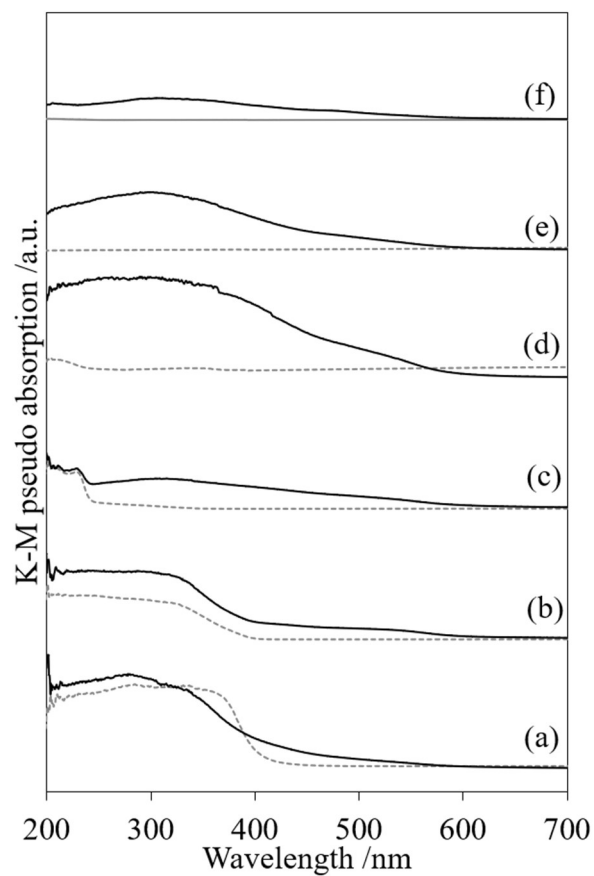 (f)
(e)
(d)
(c)
(b)
(a)
K-M pseudo absorption /a.u.
200 300 400 500 600 700
Wavelength /nm